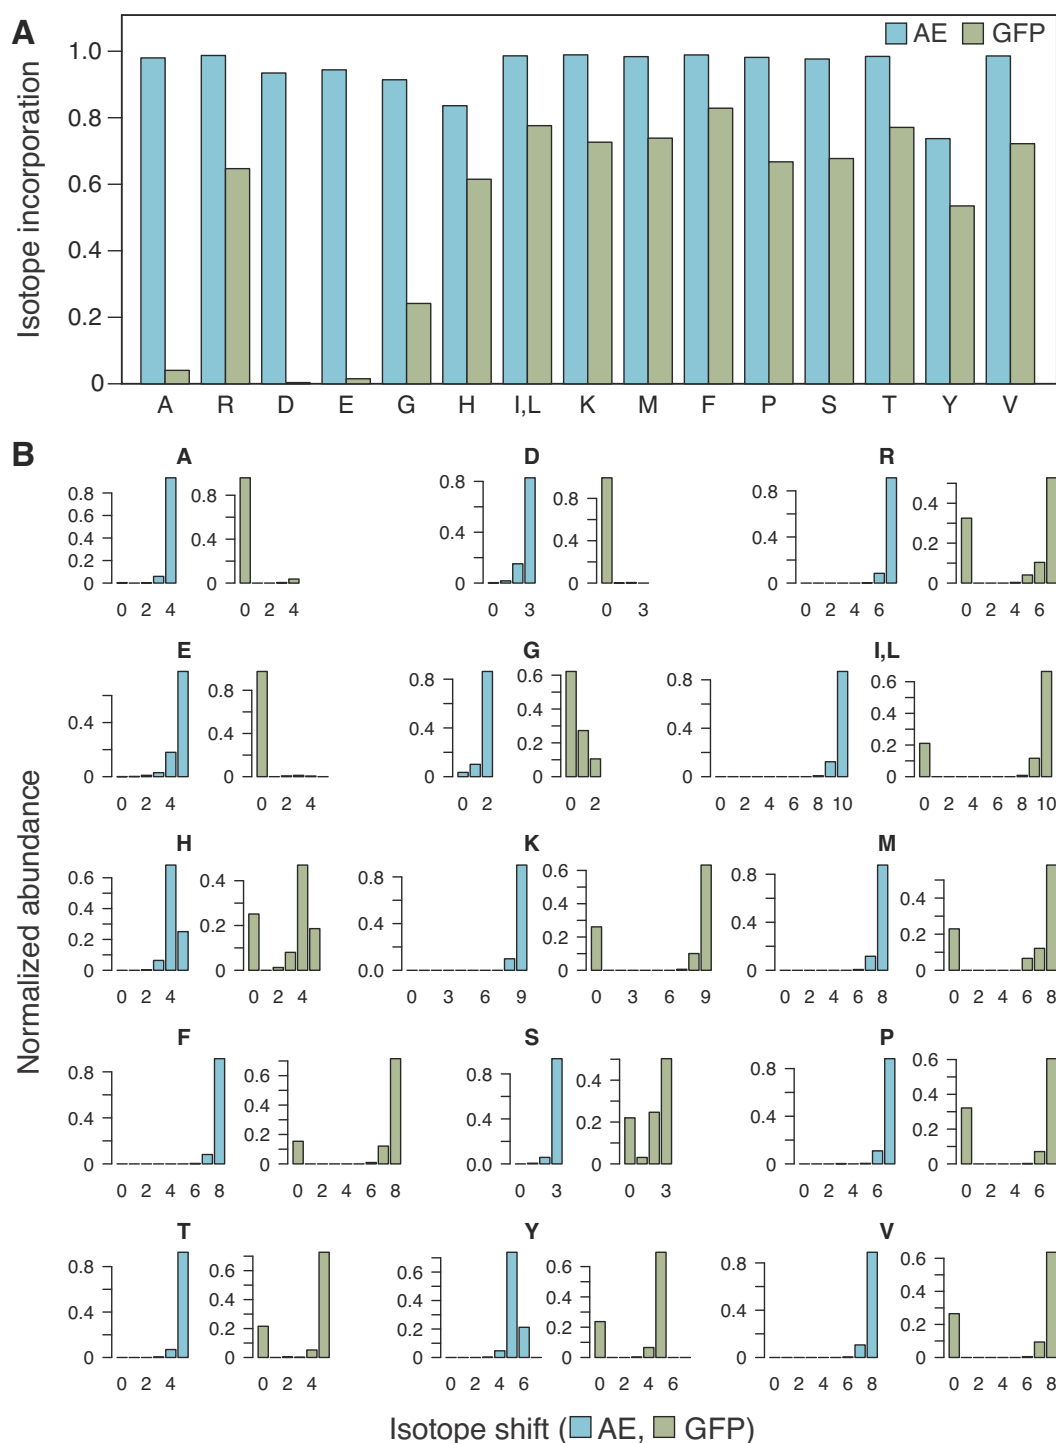 A
AE GFP
Isotope incorporation
1.0
0.8
0.6
0.4
0.2
0
A R D E G H I,L K M F P S T Y V
B
Normalized abundance
A D R
0.8 0.6 0.4 0.2 0
0.8 0.4 0
0.8 0.4 0
0.8 0.4 0
0.8 0.4 0
0.4 0.2 0
0 2 4 0 2 4 0 3 0 3 0 2 4 6 0 2 4 6
E G I,L
0.4 0
0.8 0.4 0
0.8 0.4 0
0.6 0.4 0.2 0
0.8 0.4 0
0.6 0.4 0.2 0
0 2 4 0 2 4 0 2 0 2 0 2 4 6 8 10 0 2 4 6 8 10
H K M
0.6 0.4 0.2 0
0.4 0.2 0
0.8 0.4 0.0
0.6 0.4 0.2 0
0.8 0.4 0
0.4 0.2 0
0 2 4 0 2 4 0 3 6 9 0 3 6 9 0 2 4 6 8 0 2 4 6 8
F S P
0.8 0.4 0
0.6 0.4 0.2 0
0.8 0.4 0.0
0.4 0.2 0
0.8 0.4 0
0.6 0.4 0.2 0
0 2 4 6 8 0 2 4 6 8 0 3 0 3 0 2 4 6 0 2 4 6
T Y V
0.8 0.4 0
0.6 0.4 0.2 0
0.6 0.4 0.2 0
0.6 0.4 0.2 0
0.8 0.4 0
0.6 0.4 0.2 0
0 2 4 0 2 4 0 2 4 6 0 2 4 6 0 2 4 6 8 0 2 4 6 8
Isotope shift ( AE, GFP)